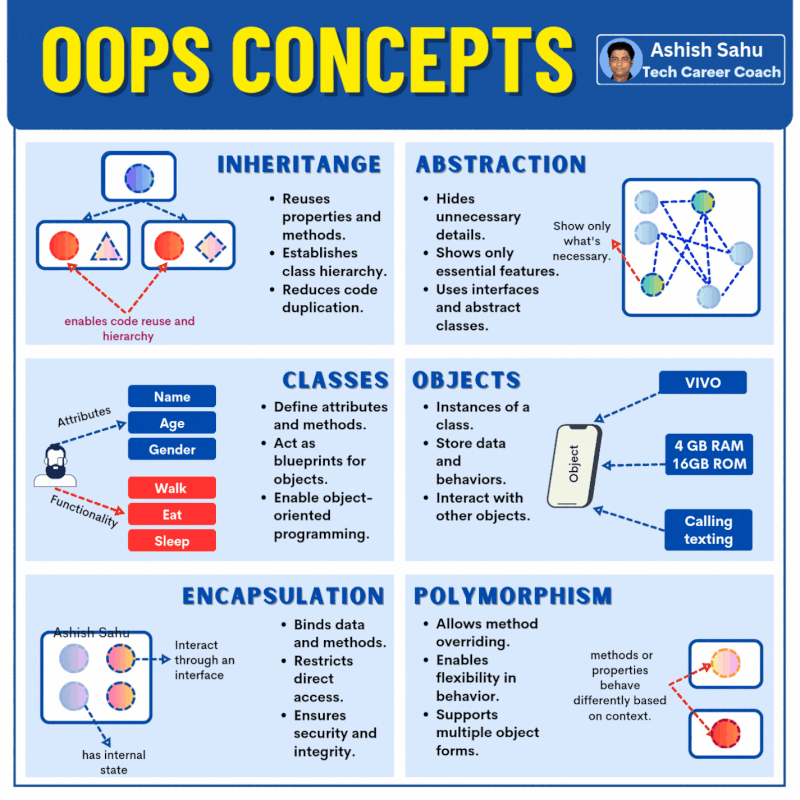 OOPS CONCEPTS
Ashish Sahu
Tech Career Coach
INHERITANGE
• Reuses
properties and
methods.
• Establishes
class hierarchy.
• Reduces code
duplication.
enables code reuse and
hierarchy
ABSTRACTION
• Hides
unnecessary
details.
• Shows only
essential features.
• Uses interfaces
and abstract
classes.
Show only
what's
necessary.
CLASSES
Attributes
Name
Age
Gender
Functionality
Walk
Eat
Sleep
• Define attributes
and methods.
• Act as
blueprints for
objects.
• Enable object-
oriented
programming.
OBJECTS
• Instances of a
class.
• Store data
and
behaviors.
• Interact with
other objects.
Object
VIVO
4 GB RAM
16GB ROM
Calling
texting
ENCAPSULATION
Ashish Sahu
Interact
through an
interface
has internal
state
• Binds data
and methods.
• Restricts
direct
access.
• Ensures
security and
integrity.
POLYMORPHISM
• Allows method
overriding.
• Enables
flexibility in
behavior.
• Supports
multiple object
forms.
methods or
properties
behave
differently based
on context.